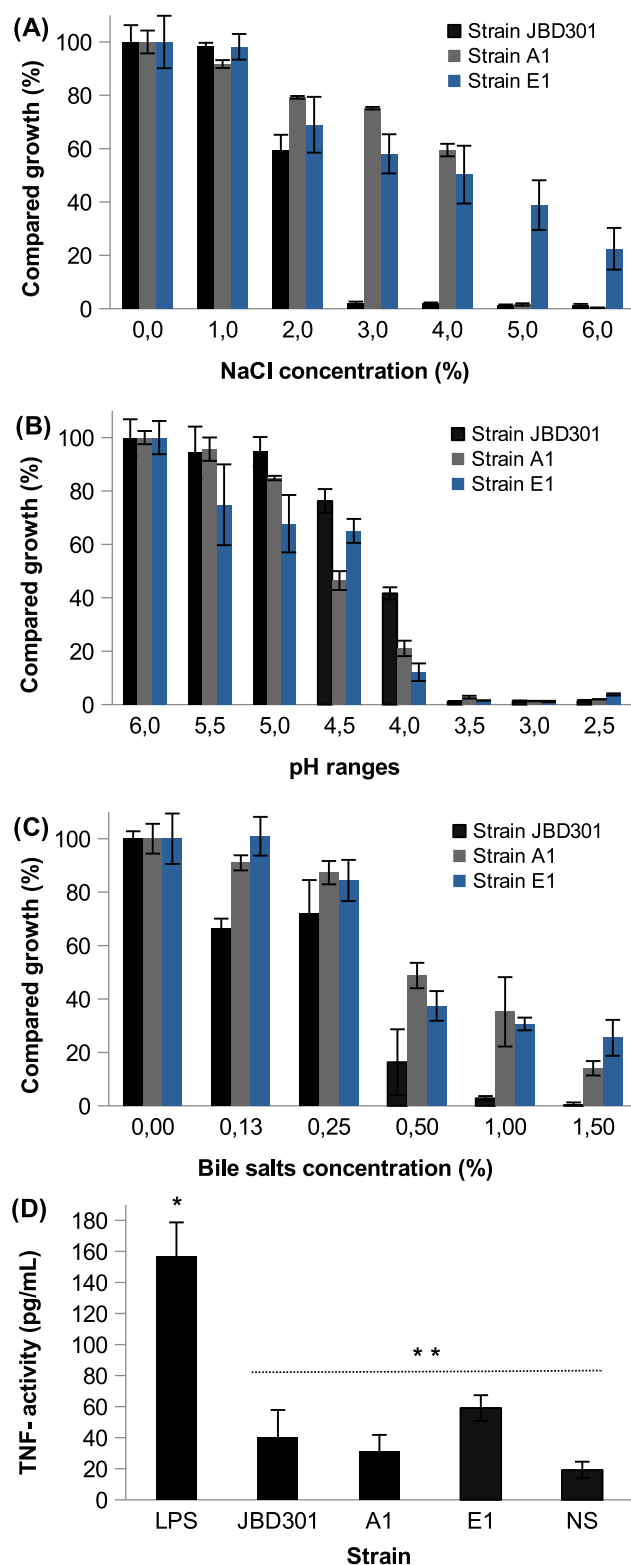 (A)
Strain JBD301
Strain A1
Strain E1
Compared growth (%)
100
80
60
40
20
0
0,0 1,0 2,0 3,0 4,0 5,0 6,0
NaCl concentration (%)
(B)
Strain JBD301
Strain A1
Strain E1
Compared growth (%)
100
80
60
40
20
0
6,0 5,5 5,0 4,5 4,0 3,5 3,0 2,5
pH ranges
(C)
Strain JBD301
Strain A1
Strain E1
Compared growth (%)
100
80
60
40
20
0
0,00 0,13 0,25 0,50 1,00 1,50
Bile salts concentration (%)
(D)
*
* *
TNF- activity (pg/mL)
180
160
140
120
100
80
60
40
20
0
LPS JBD301 A1 E1 NS
Strain